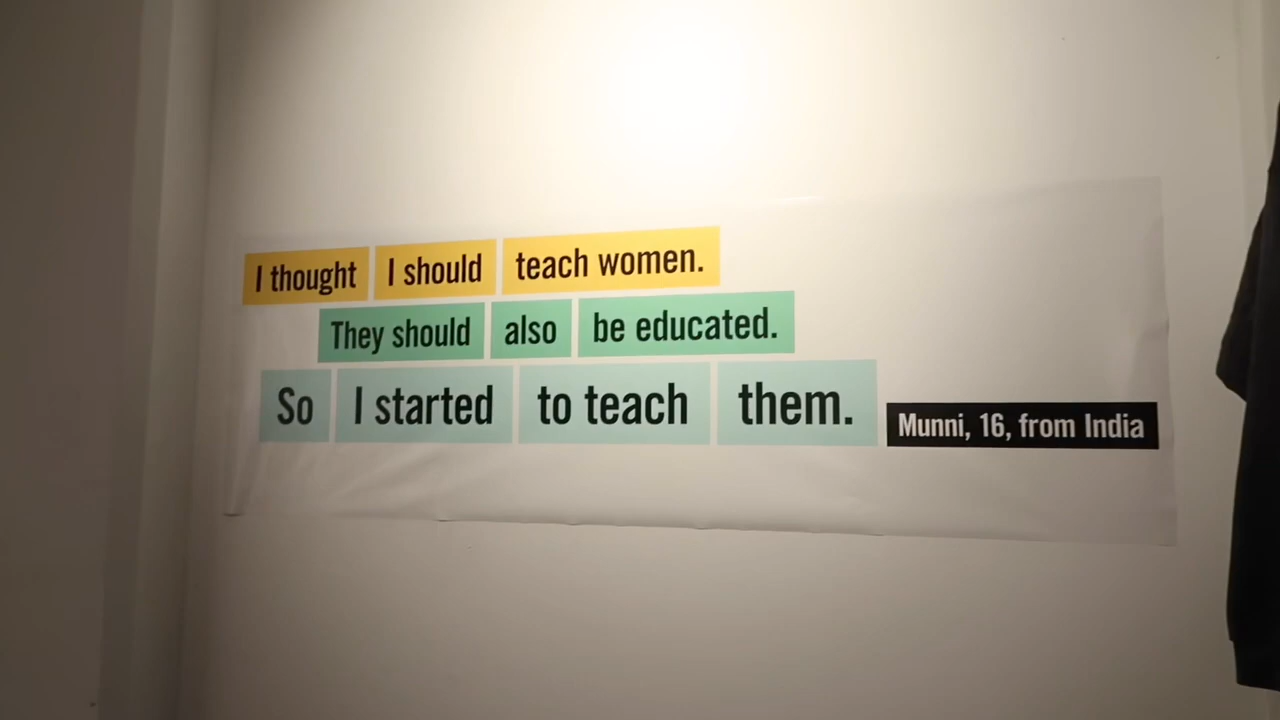 I thought I should teach women.
They should also be educated.
So I started to teach them.
Munni, 16, from India